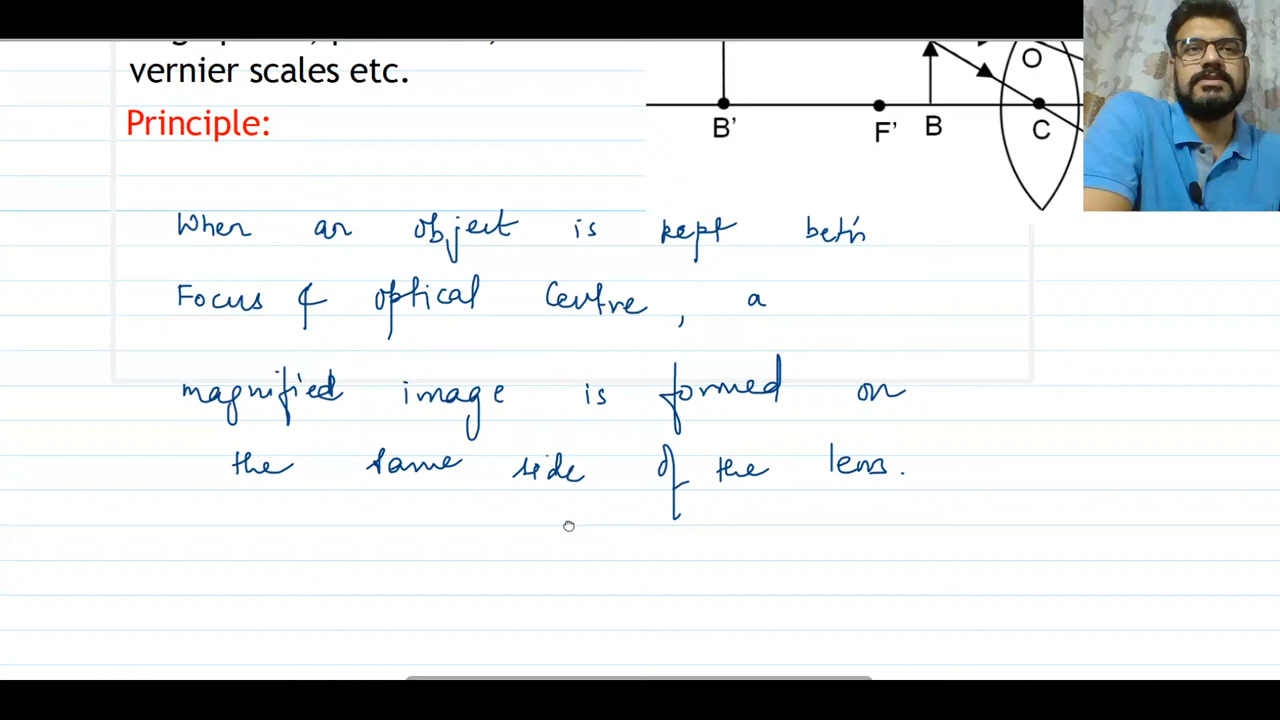 vernier scales etc.
Principle:
B'
F'
B
O
C
When an object is kept betn
Focus & optical Centre, a
magnified image is formed on
the same side of the lens.